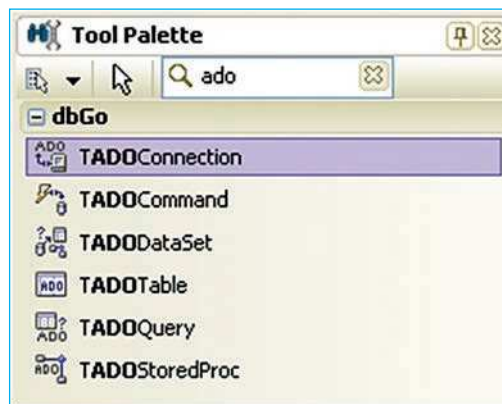 Tool Palette
ado
dbGo
TADOConnection
TADOCommand
TADODataSet
TADOTable
TADOQuery
TADOStoredProc